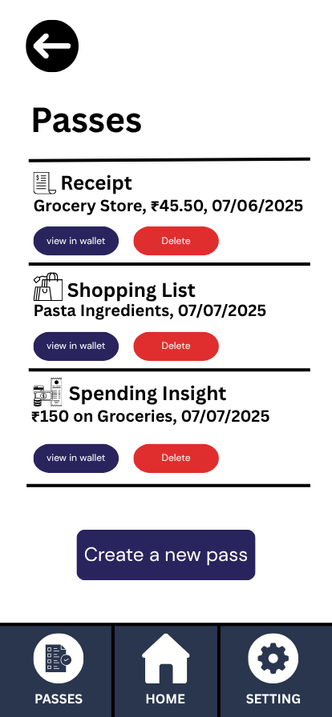 Passes
Receipt
Grocery Store, ₹45.50, 07/06/2025
view in wallet
Delete
Shopping List
Pasta Ingredients, 07/07/2025
view in wallet
Delete
Spending Insight
₹150 on Groceries, 07/07/2025
view in wallet
Delete
Create a new pass
PASSES
HOME
SETTING